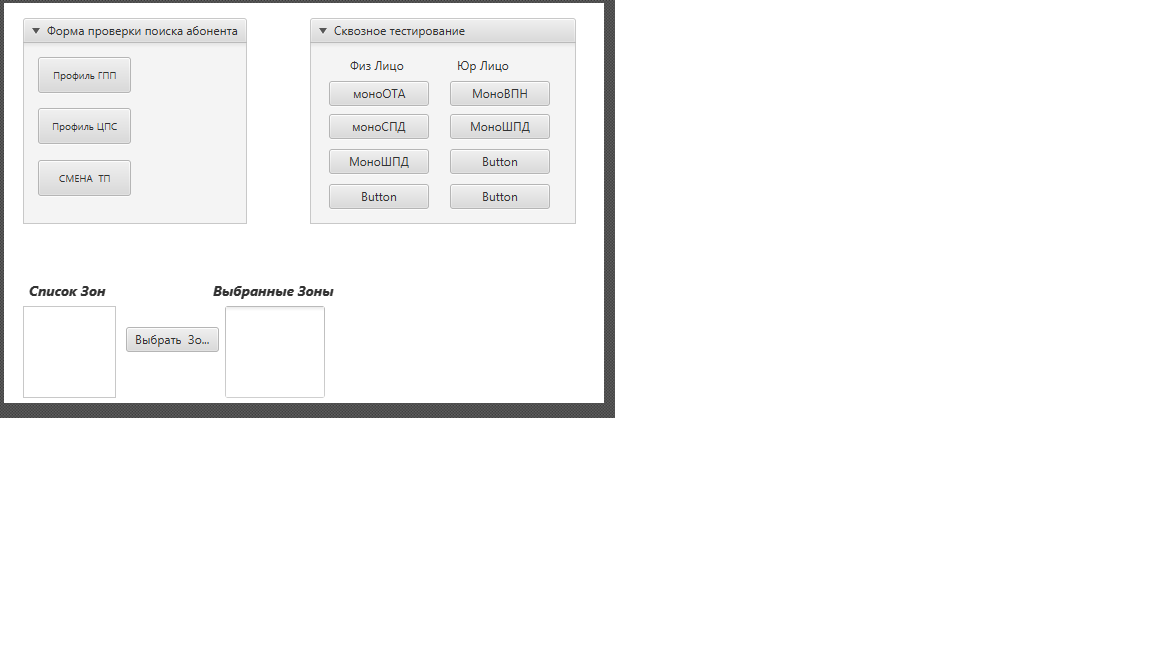 Форма проверки поиска абонента
Профиль ГПП
Профиль ЦПС
СМЕНА ТП
Сквозное тестирование
Физ Лицо Юр Лицо
моноОТА МоноВПН
моноСПД МоноШПД
МоноШПД Button
Button Button
Список Зон Выбранные Зоны
Выбрать Зо...